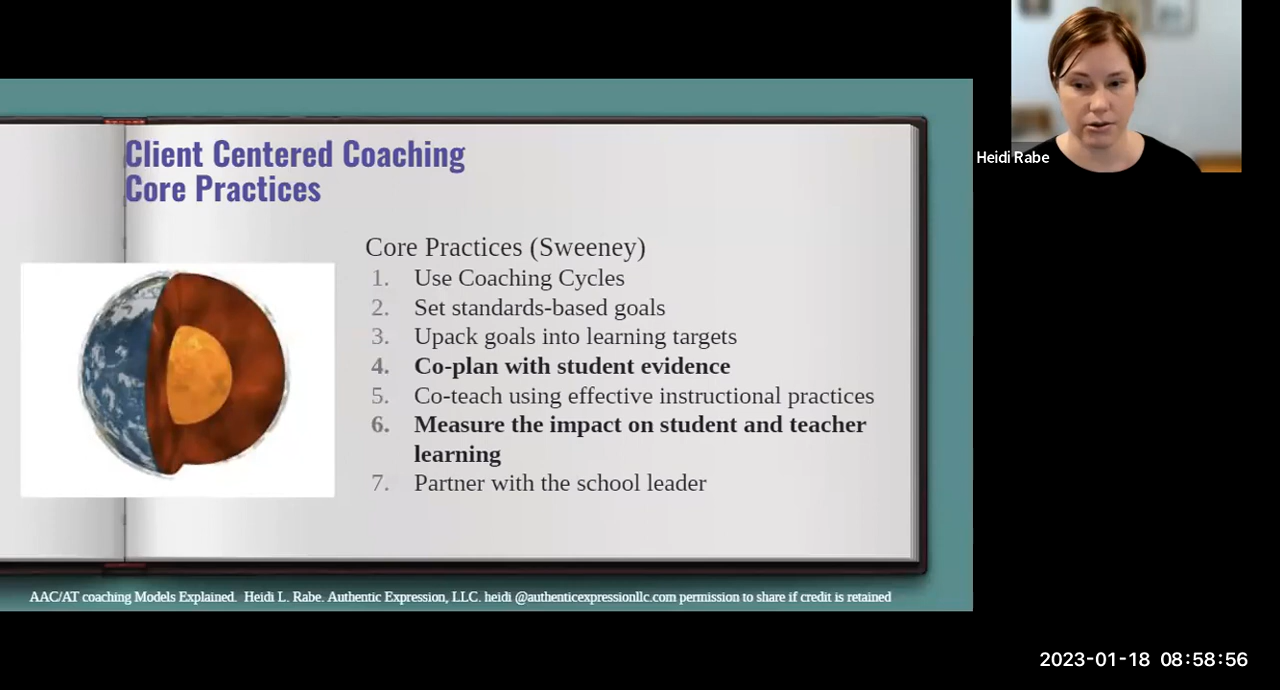 Client Centered Coaching
Core Practices
Core Practices (Sweeney)
1. Use Coaching Cycles
2. Set standards-based goals
3. Upack goals into learning targets
4. Co-plan with student evidence
5. Co-teach using effective instructional practices
6. Measure the impact on student and teacher
learning
7. Partner with the school leader
AAC/AT coaching Models Explained. Heidi L. Rabe. Authentic Expression, LLC. heidi @authenticexpressionllc.com permission to share if credit is retained
Heidi Rabe
2023-01-18 08:58:56